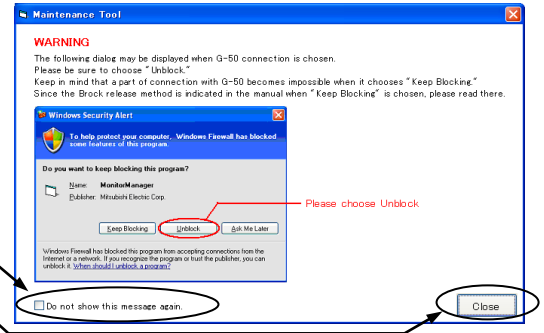 Maintenance Tool
WARNING
The following dialog may be displayed when G-50 connection is chosen.
Please be sure to choose "Unblock."
Keep in mind that a part of connection with G-50 becomes impossible when it chooses "Keep Blocking."
Since the Brock release method is indicated in the manual when "Keep Blocking" is chosen, please read there.
Windows Security Alert
To help protect your computer, Windows Firewall has blocked
some features of this program.
Do you want to keep blocking this program?
Name: MonitorManager
Publisher: Mitsubishi Electric Corp.
Please choose Unblock
Keep Blocking Unblock Ask Me Later
Windows Firewall has blocked this program from accepting connections from the
Internet or a network. If you recognize the program or trust the publisher, you can
unblock it. When should I unblock a program?
Do not show this message again.
Close